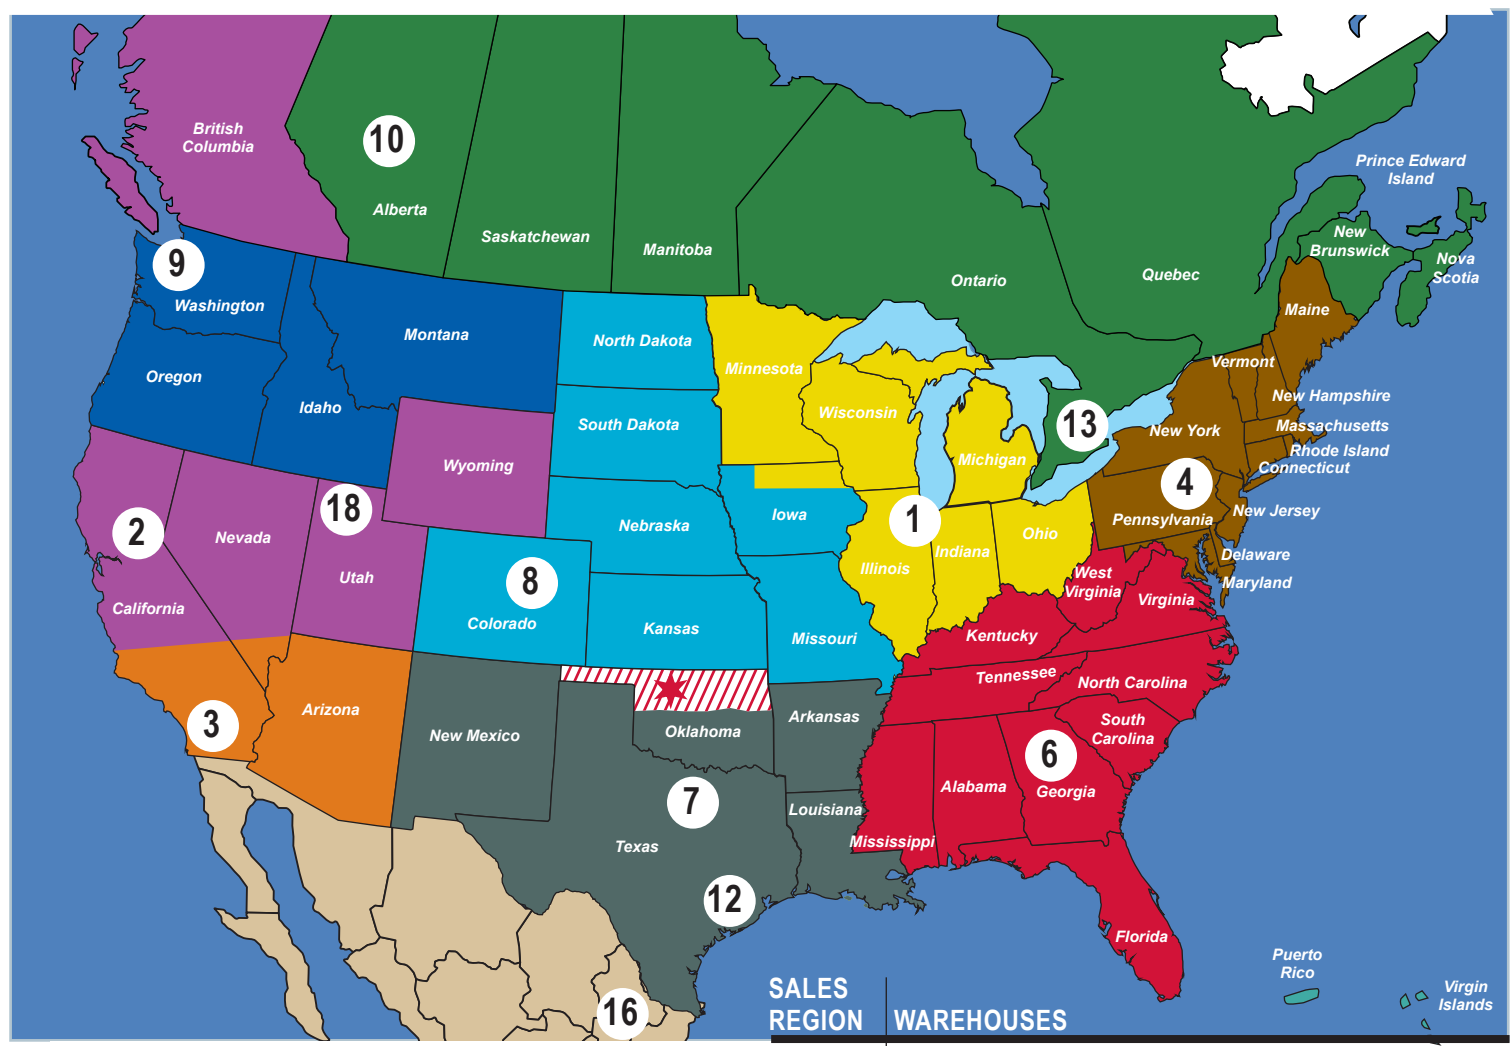 British
Columbia
10
Alberta
Saskatchewan
Manitoba
Ontario
Quebec
Prince Edward
Island
New
Brunswick
Nova
Scotia
9
Washington
Montana
Oregon
Idaho
North Dakota
South Dakota
Minnesota
Wisconsin
Michigan
13
Maine
Vermont
New Hampshire
Massachusetts
New York
Rhode Island
Connecticut
4
Pennsylvania
New Jersey
Delaware
Maryland
Wyoming
18
2
Nevada
Utah
California
8
Colorado
Nebraska
Iowa
Kansas
Missouri
1
Illinois
Indiana
Ohio
West
Virginia
Virginia
Kentucky
Tennessee
North Carolina
South
Carolina
3
Arizona
New Mexico
Oklahoma
Arkansas
7
Texas
Louisiana
Mississippi
Alabama
6
Georgia
12
Florida
16
Puerto
Rico
Virgin
Islands
SALES
REGION
WAREHOUSES